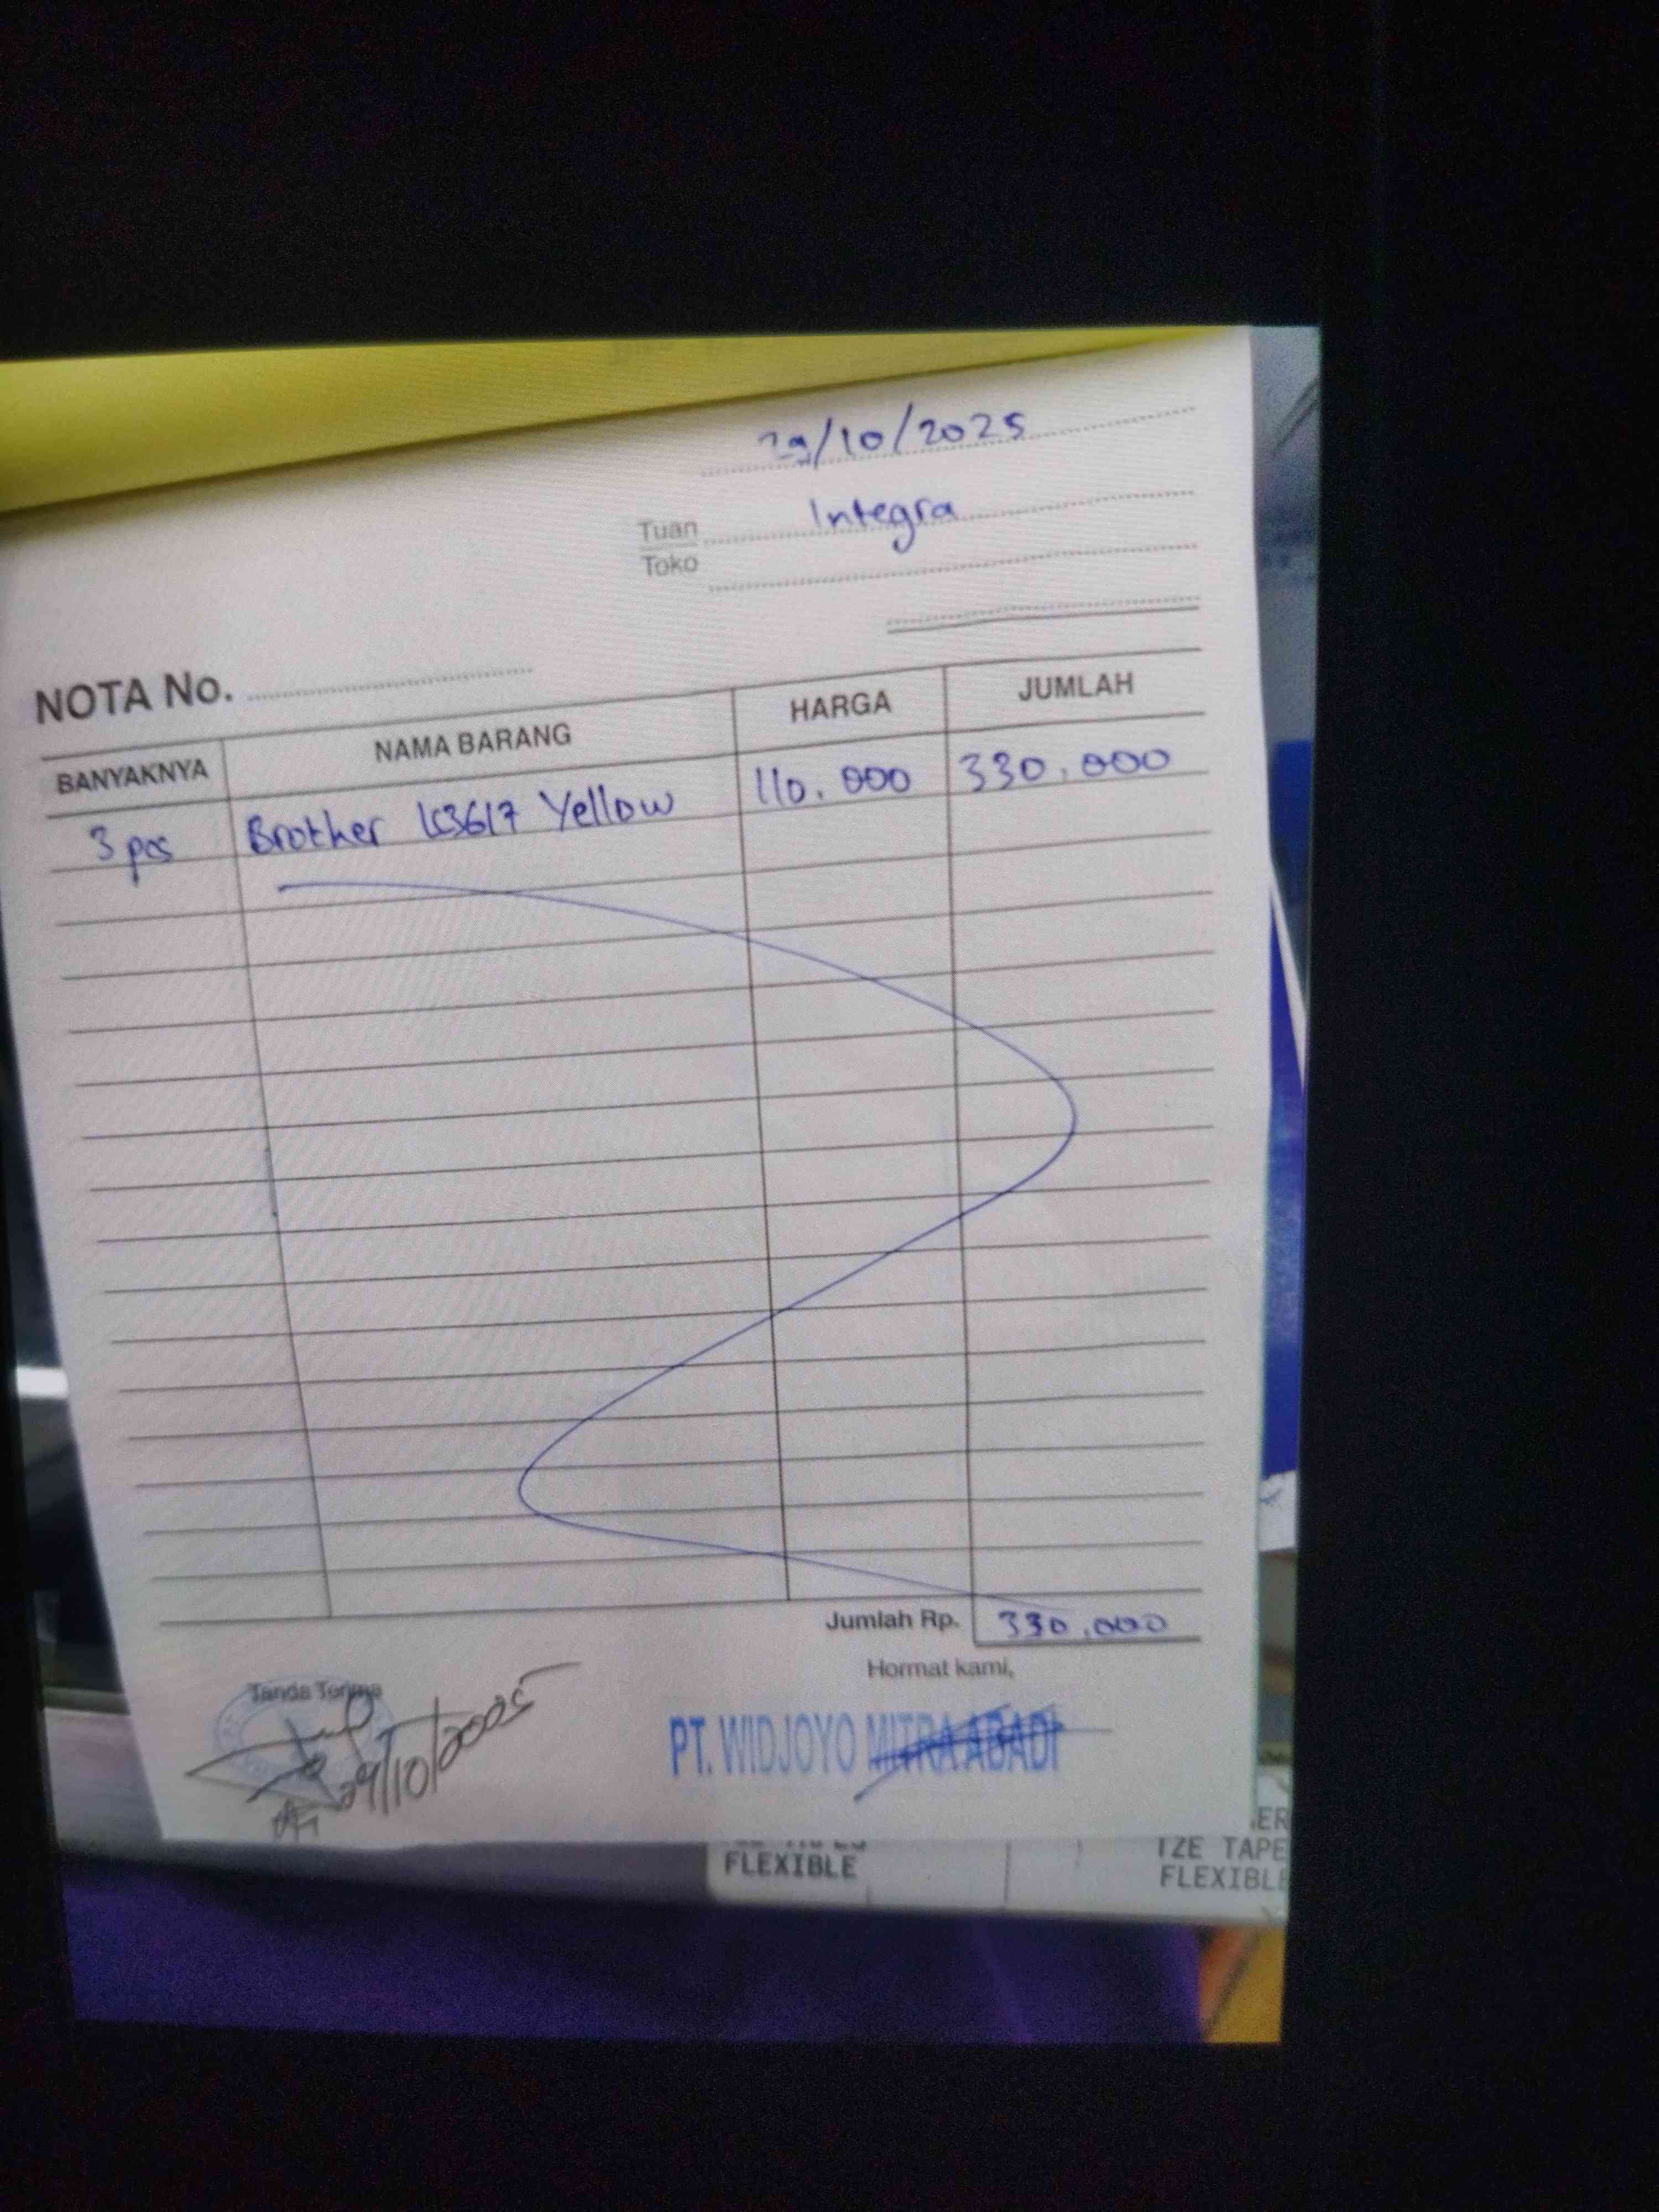 29/10/2025
Tuan Integra
Toko
NOTA No.
BANYAKNYA NAMA BARANG HARGA JUMLAH
3 pcs Brother LC3617 Yellow 110.000 330.000
Jumlah Rp. 330.000
Tanda Terima Hormat kami,
29/10/2025
PT. WIDJOYO MITRA ABADI
FLEXIBLE
TZE TAPE
FLEXIBLE